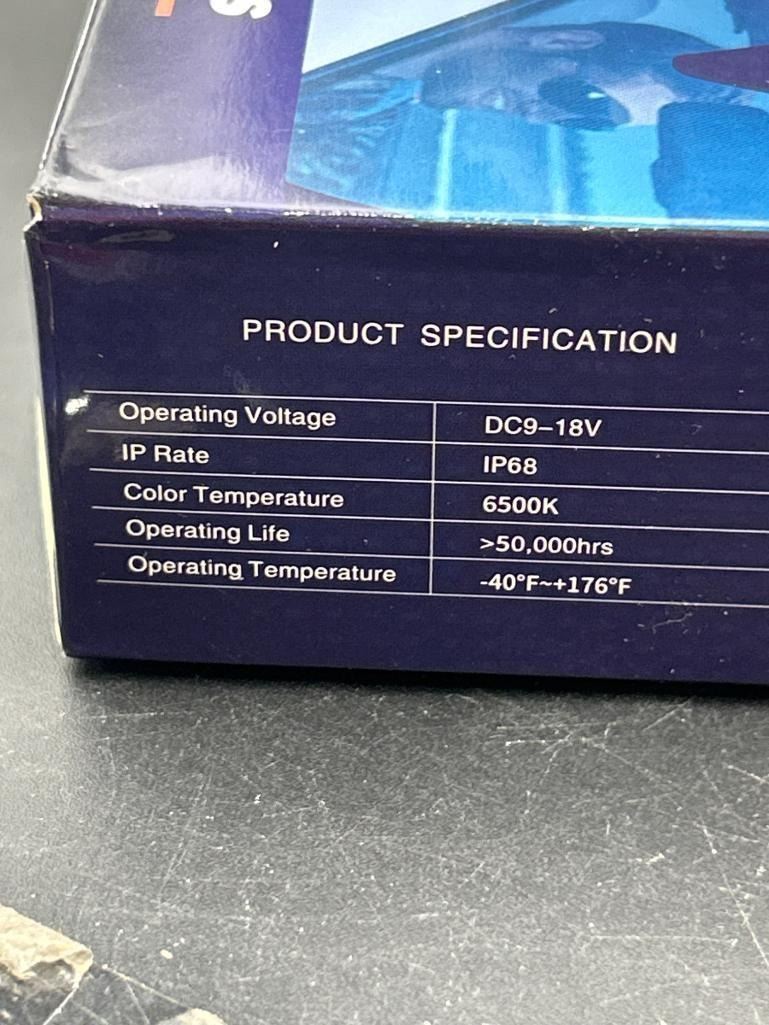 S
PRODUCT SPECIFICATION
Operating Voltage DC9-18V
IP Rate IP68
Color Temperature 6500K
Operating Life >50,000hrs
Operating Temperature -40°F~+176°F